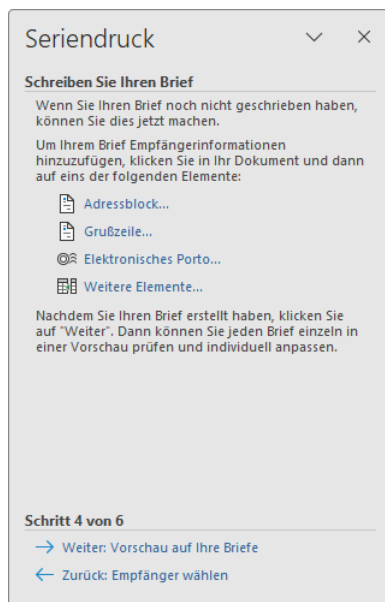 Seriendruck
Schreiben Sie Ihren Brief
Wenn Sie Ihren Brief noch nicht geschrieben haben,
können Sie dies jetzt machen.
Um Ihrem Brief Empfängerinformationen
hinzuzufügen, klicken Sie in Ihr Dokument und dann
auf eins der folgenden Elemente:
Adressblock...
Grußzeile...
Elektronisches Porto...
Weitere Elemente...
Nachdem Sie Ihren Brief erstellt haben, klicken Sie
auf "Weiter". Dann können Sie jeden Brief einzeln in
einer Vorschau prüfen und individuell anpassen.
Schritt 4 von 6
Weiter: Vorschau auf Ihre Briefe
Zurück: Empfänger wählen